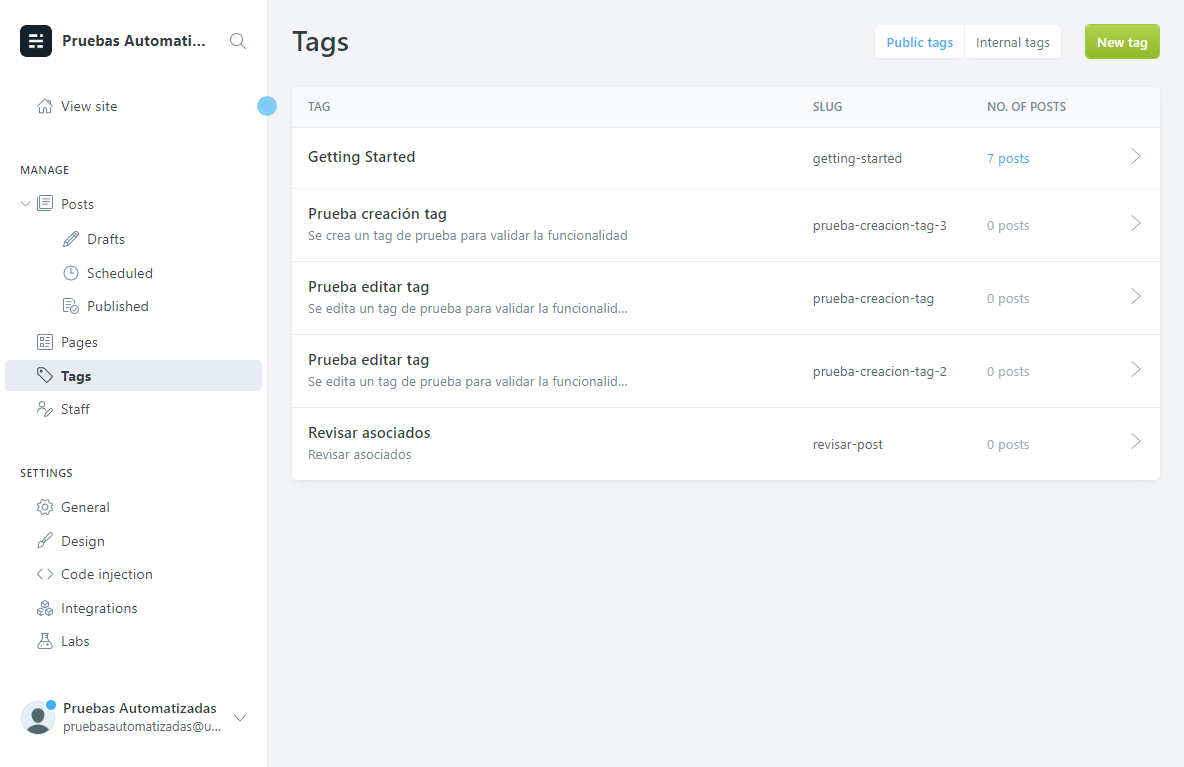 Pruebas Automati...
View site
MANAGE
Posts
Drafts
Scheduled
Published
Pages
Tags
Staff
SETTINGS
General
Design
Code injection
Integrations
Labs
Pruebas Automatizadas
pruebasautomatizadas@u...
Tags
Public tags
Internal tags
New tag
TAG SLUG NO. OF POSTS
Getting Started
getting-started 7 posts
Prueba creación tag
Se crea un tag de prueba para validar la funcionalidad
prueba-creacion-tag-3 0 posts
Prueba editar tag
Se edita un tag de prueba para validar la funcionalid...
prueba-creacion-tag 0 posts
Prueba editar tag
Se edita un tag de prueba para validar la funcionalid...
prueba-creacion-tag-2 0 posts
Revisar asociados
Revisar asociados
revisar-post 0 posts